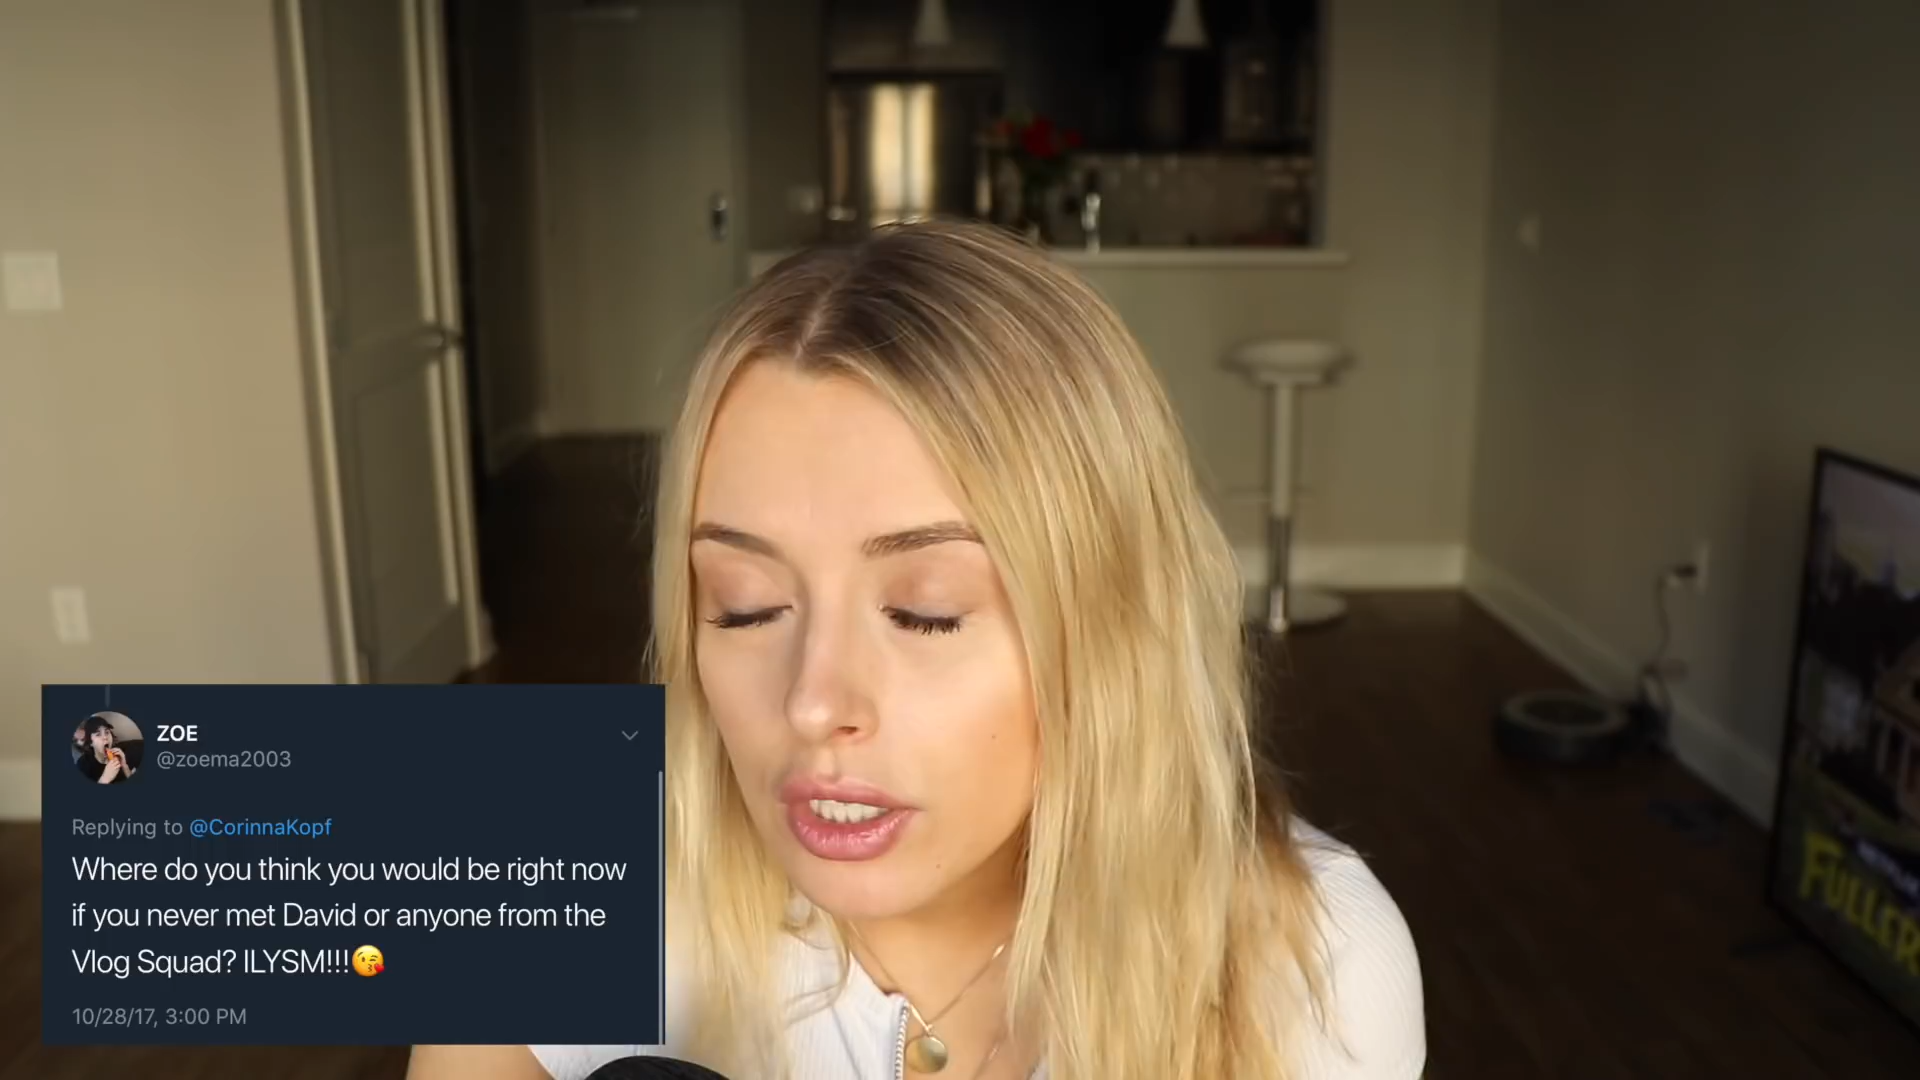 ZOE
@zoema2003
Replying to @CorinnaKopf
Where do you think you would be right now
if you never met David or anyone from the
Vlog Squad? ILYSM!!!😘
10/28/17, 3:00 PM
FULLER